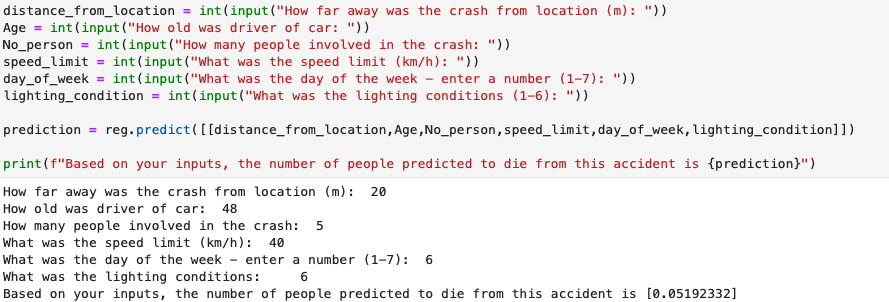 distance_from_location = int(input("How far away was the crash from location (m): "))
Age = int(input("How old was driver of car: "))
No_person = int(input("How many people involved in the crash: "))
speed_limit = int(input("What was the speed limit (km/h): "))
day_of_week = int(input("What was the day of the week – enter a number (1-7): "))
lighting_condition = int(input("What was the lighting conditions (1-6): "))
prediction = reg.predict([[distance_from_location,Age,No_person,speed_limit,day_of_week,lighting_condition]])
print(f"Based on your inputs, the number of people predicted to die from this accident is {prediction}")
How far away was the crash from location (m):  20
How old was driver of car:  48
How many people involved in the crash:  5
What was the speed limit (km/h):  40
What was the day of the week – enter a number (1-7):  6
What was the lighting conditions:     6
Based on your inputs, the number of people predicted to die from this accident is [0.05192332]